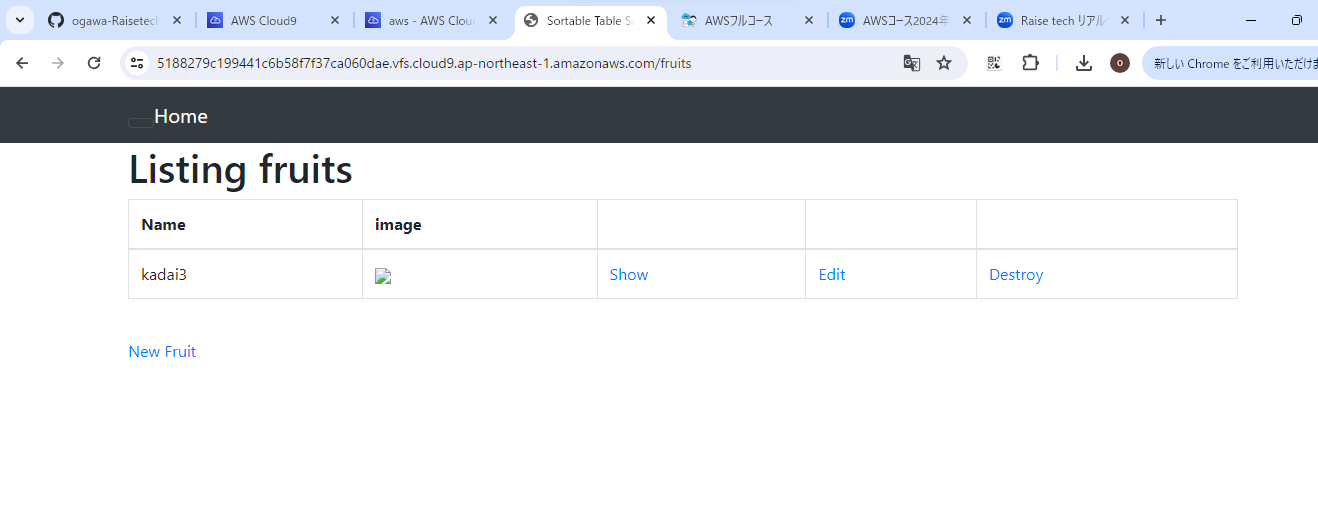 ogawa-Raisetech
AWS Cloud9
aws - AWS Clou
Sortable Table S
AWSフルコース
zm
AWSコース2024年
zm
Raise tech リアル
5188279c199441c6b58f7f37ca060dae.vfs.cloud9.ap-northeast-1.amazonaws.com/fruits
O
新しい Chrome をご利用いただけま
Home
Listing fruits
Name image
kadai3 Show Edit Destroy
New Fruit